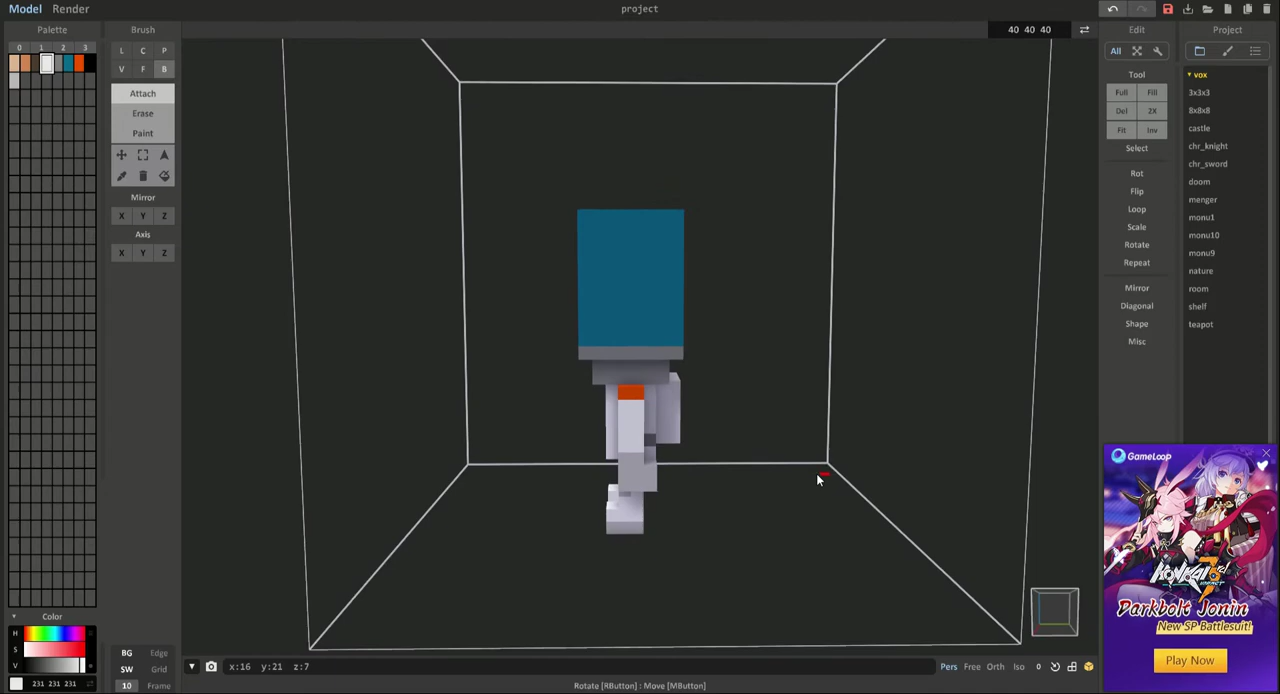 Model Render
project
Palette
0 1 2 3
Brush
L C P
V F B
Attach
Erase
Paint
Mirror
X Y Z
Axis
X Y Z
40 40 40
Edit
All
Tool
Full Fill
Del 2X
Fit Inv
Select
Rot
Flip
Loop
Scale
Rotate
Repeat
Mirror
Diagonal
Shape
Misc
Project
vox
3x3x3
8x8x8
castle
chr_knight
chr_sword
doom
menger
monu1
monu10
monu9
nature
room
shelf
teapot
GameLoop
HONKAI 3rd
IMPACT
Darkbolt Jonin
New SP Battlesuit!
Play Now
Color
H
S
V
231 231 231
BG Edge
SW Grid
10 Frame
x:16 y:21 z:7
Pers Free Orth Iso 0
Rotate [RButton] : Move [MButton]